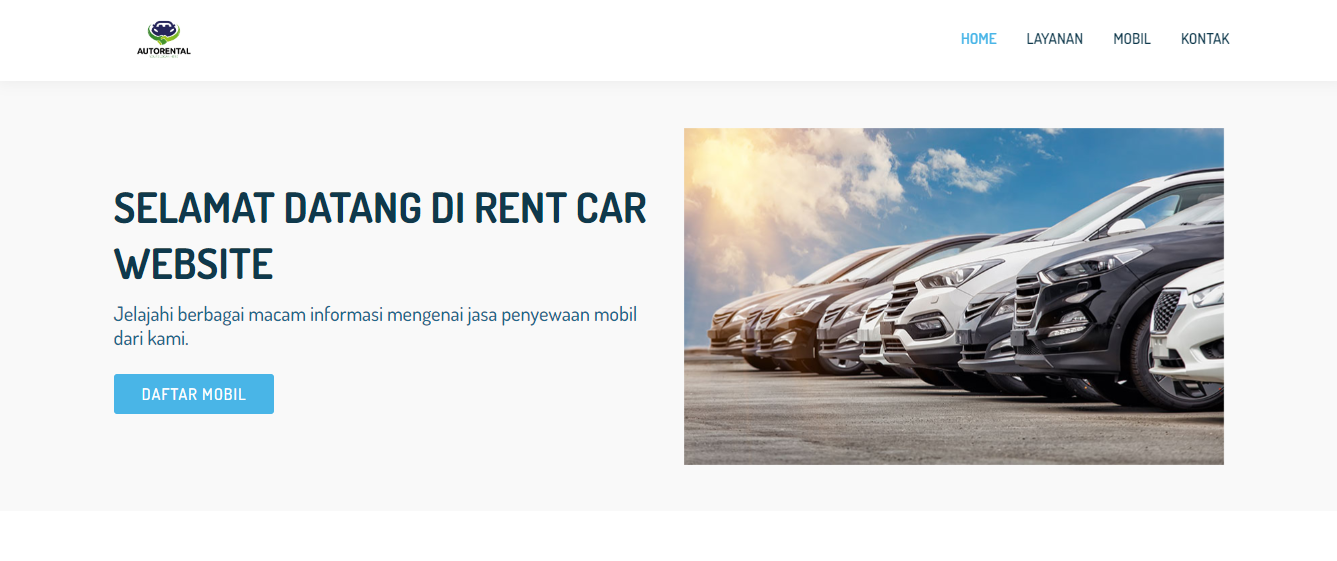 AUTORENTAL
HOME
LAYANAN
MOBIL
KONTAK
SELAMAT DATANG DI RENT CAR
WEBSITE
Jelajahi berbagai macam informasi mengenai jasa penyewaan mobil
dari kami.
DAFTAR MOBIL